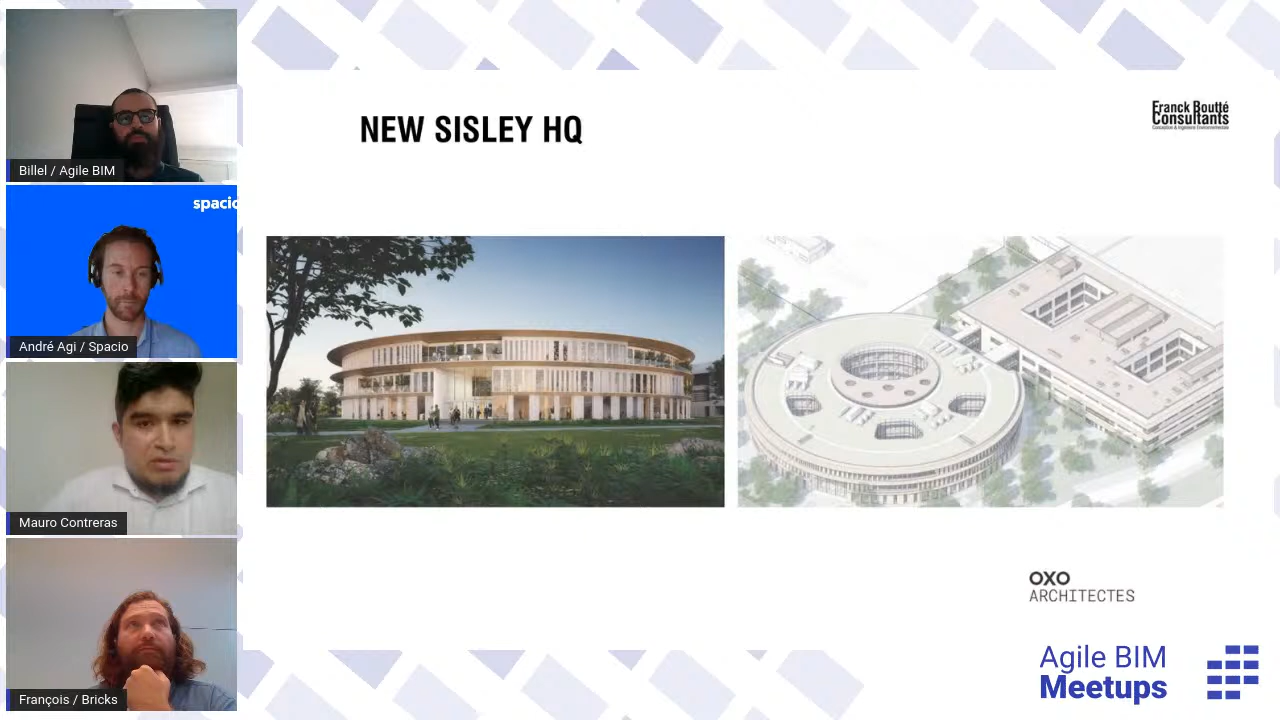 Billel / Agile BIM
spacio
André Agi / Spacio
Mauro Contreras
François / Bricks
NEW SISLEY HQ
Franck Boutté
Consultants
OXO
ARCHITECTES
Agile BIM
Meetups